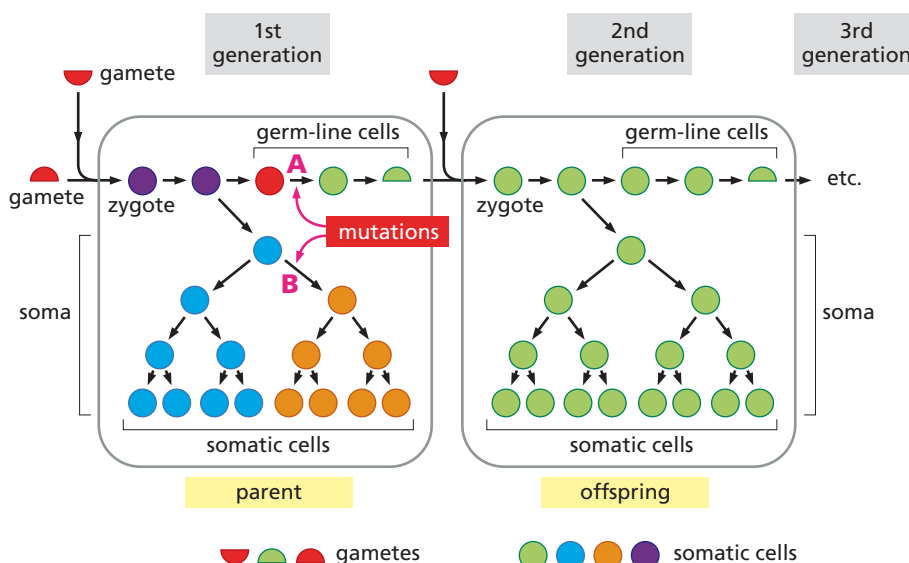 1st
generation
2nd
generation
3rd
generation
gamete
germ-line cells
germ-line cells
A
gamete
zygote
zygote
etc.
mutations
B
soma
soma
somatic cells
somatic cells
parent
offspring
gametes
somatic cells